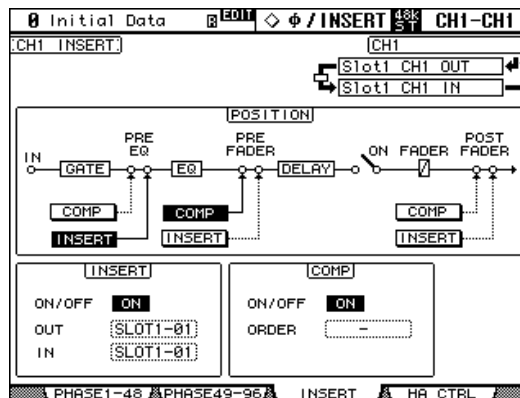 0 Initial Data R EDIT ◇ φ/INSERT 48K ST CH1-CH1
CH1 INSERT
CH1
Slot1 CH1 OUT
Slot1 CH1 IN
POSITION
IN GATE PRE EQ EQ PRE FADER DELAY ON FADER POST FADER
COMP COMP COMP
INSERT INSERT INSERT
INSERT
ON/OFF ON
OUT SLOT1-01
IN SLOT1-01
COMP
ON/OFF ON
ORDER -
PHASE1-48 PHASE49-96 INSERT HA CTRL